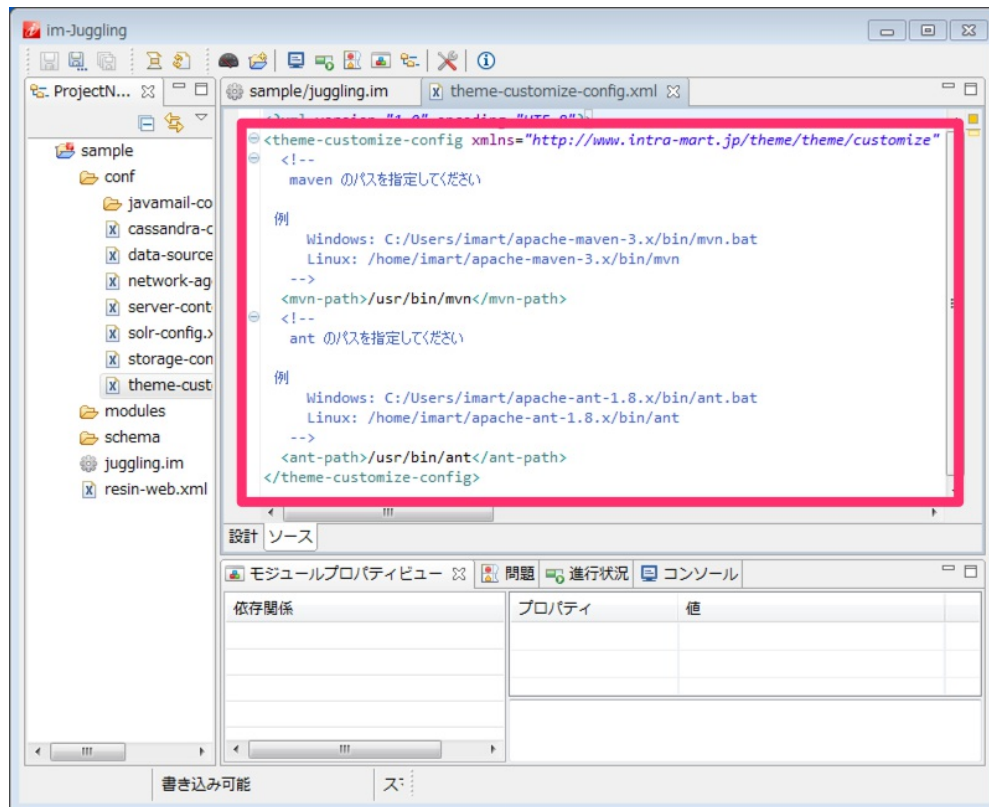 im-Juggling
ProjectN...
sample
conf
javamail-co
cassandra-c
data-source
network-ag
server-cont
solr-config.x
storage-con
theme-cust
modules
schema
juggling.im
resin-web.xml
sample/juggling.im
theme-customize-config.xml
<?xml version="1.0" encoding="UTF-8"?>
<theme-customize-config xmlns="http://www.intra-mart.jp/theme/theme/customize"
<!--
maven のパスを指定してください
例
Windows: C:/Users/imart/apache-maven-3.x/bin/mvn.bat
Linux: /home/imart/apache-maven-3.x/bin/mvn
-->
<mvn-path>/usr/bin/mvn</mvn-path>
<!--
ant のパスを指定してください
例
Windows: C:/Users/imart/apache-ant-1.8.x/bin/ant.bat
Linux: /home/imart/apache-ant-1.8.x/bin/ant
-->
<ant-path>/usr/bin/ant</ant-path>
</theme-customize-config>
設計 ソース
モジュールプロパティビュー 問題 進行状況 コンソール
依存関係
プロパティ 値
書き込み可能